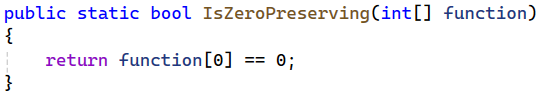 public static bool IsZeroPreserving(int[] function)
{
    return function[0] == 0;
}